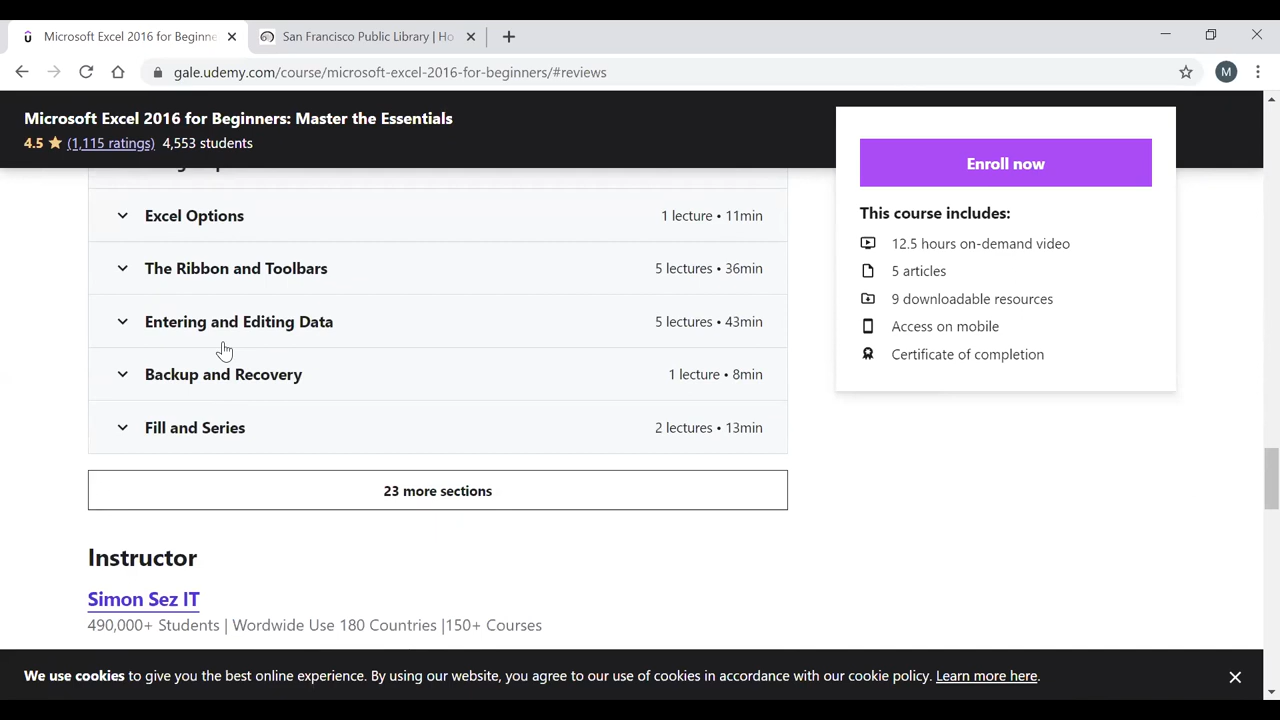 Microsoft Excel 2016 for Beginne
San Francisco Public Library | Ho
gale.udemy.com/course/microsoft-excel-2016-for-beginners/#reviews
M
Microsoft Excel 2016 for Beginners: Master the Essentials
4.5 ★ (1,115 ratings) 4,553 students
Enroll now
Excel Options 1 lecture • 11min
This course includes:
12.5 hours on-demand video
The Ribbon and Toolbars 5 lectures • 36min
5 articles
9 downloadable resources
Entering and Editing Data 5 lectures • 43min
Access on mobile
Certificate of completion
Backup and Recovery 1 lecture • 8min
Fill and Series 2 lectures • 13min
23 more sections
Instructor
Simon Sez IT
490,000+ Students | Wordwide Use 180 Countries |150+ Courses
We use cookies to give you the best online experience. By using our website, you agree to our use of cookies in accordance with our cookie policy. Learn more here.